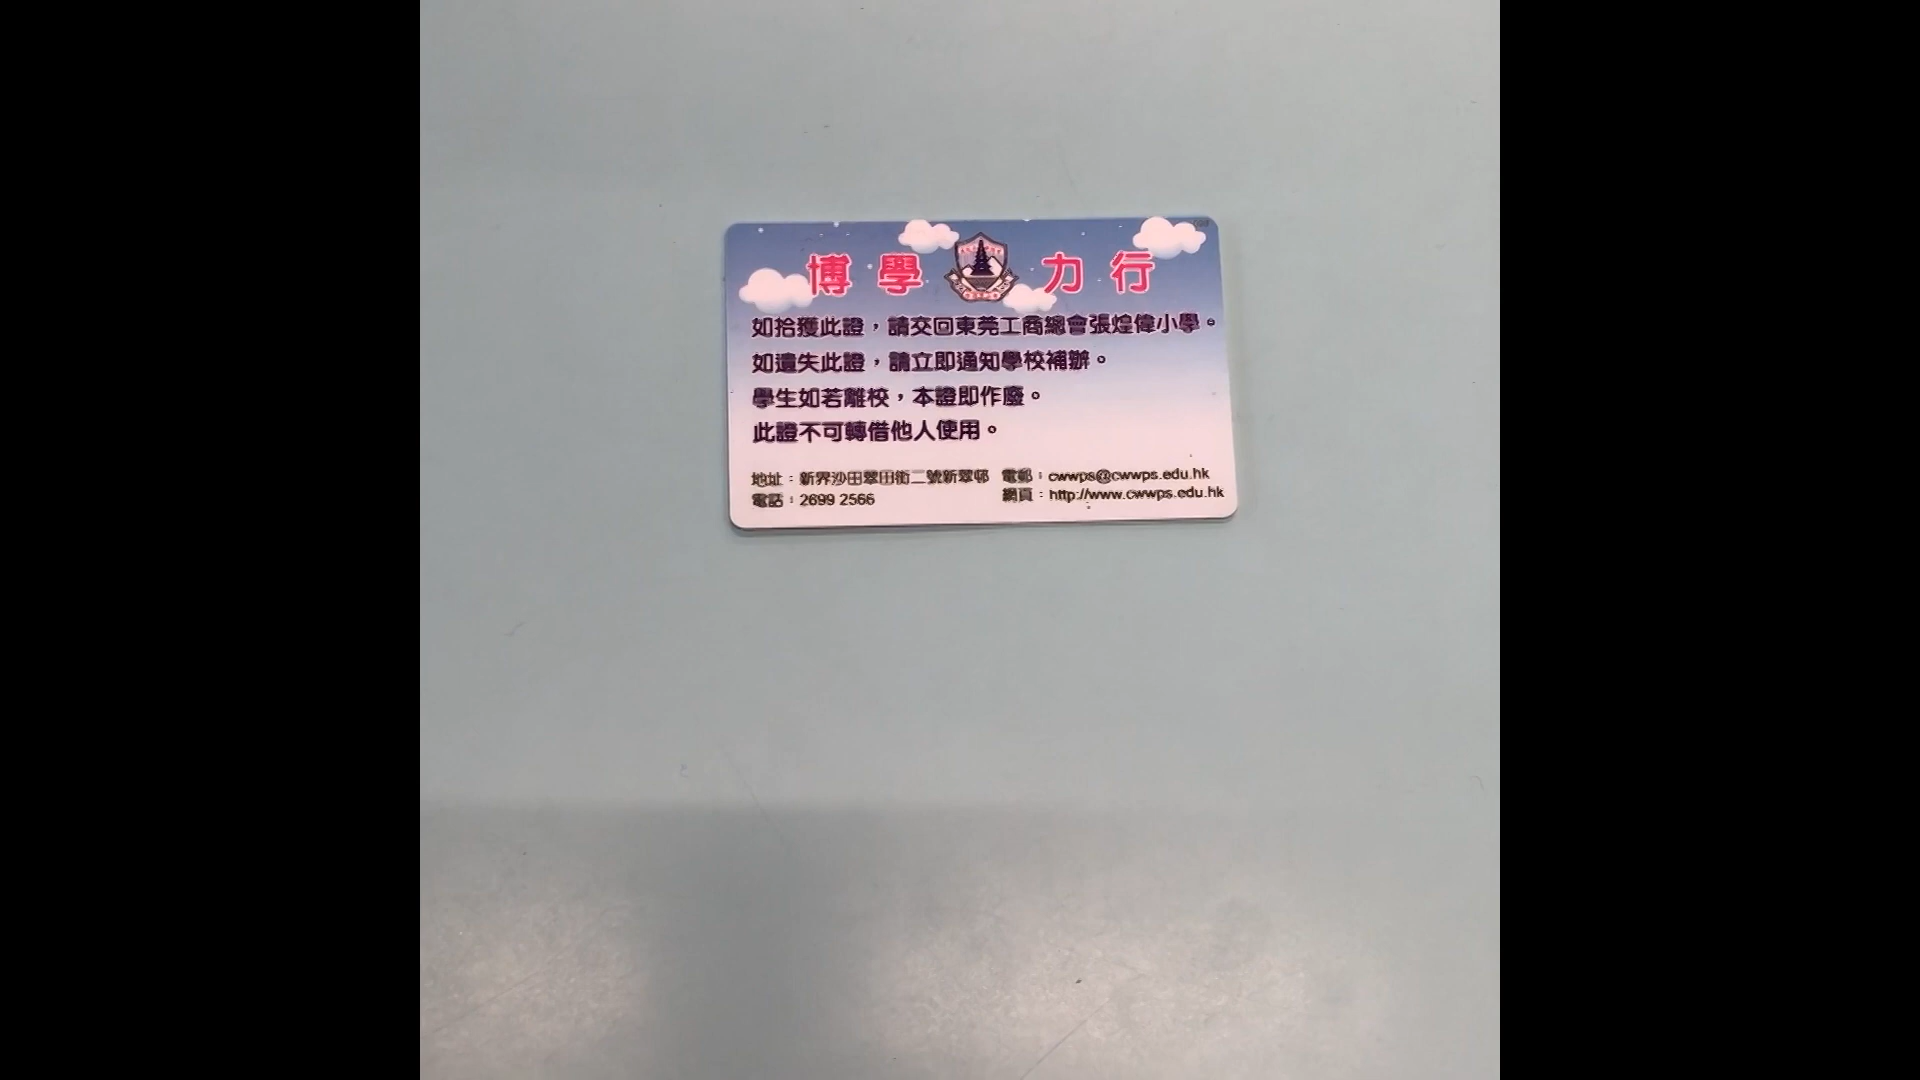 博學 力行
如拾獲此證，請交回東莞工商總會張煌偉小學。
如遺失此證，請立即通知學校補辦。
學生如若離校，本證即作廢。
此證不可轉借他人使用。
地址：新界沙田翠田街二號新翠邨 電郵：cwwps@cwwps.edu.hk
電話：2699 2566 網頁：http://www.cwwps.edu.hk